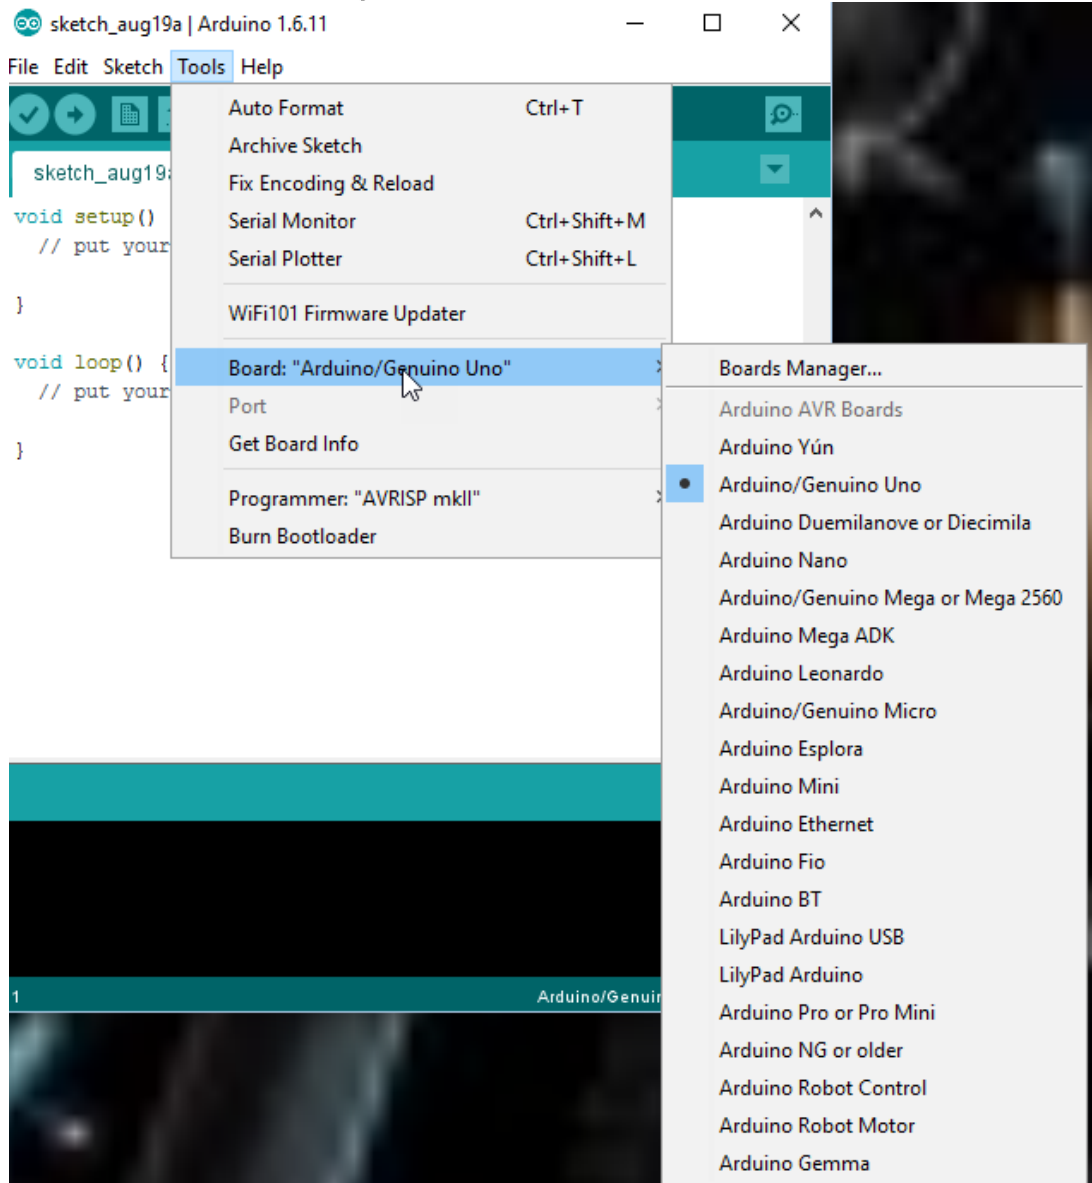 sketch_aug19a | Arduino 1.6.11
File Edit Sketch Tools Help
Auto Format Ctrl+T
Archive Sketch
sketch_aug19a
Fix Encoding & Reload
void setup()
Serial Monitor Ctrl+Shift+M
// put your
Serial Plotter Ctrl+Shift+L
}
WiFi101 Firmware Updater
void loop() {
Board: "Arduino/Genuino Uno"
// put your
Port
}
Get Board Info
Programmer: "AVRISP mkII"
Burn Bootloader
Boards Manager...
Arduino AVR Boards
Arduino Yún
Arduino/Genuino Uno
Arduino Duemilanove or Diecimila
Arduino Nano
Arduino/Genuino Mega or Mega 2560
Arduino Mega ADK
Arduino Leonardo
Arduino/Genuino Micro
Arduino Esplora
Arduino Mini
Arduino Ethernet
Arduino Fio
Arduino BT
LilyPad Arduino USB
LilyPad Arduino
Arduino Pro or Pro Mini
Arduino NG or older
Arduino Robot Control
Arduino Robot Motor
Arduino Gemma
1 Arduino/Genuin